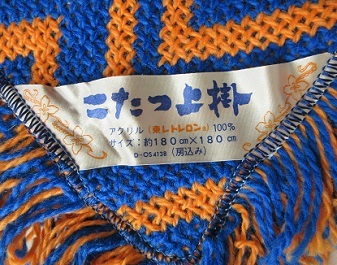 こたつ上掛
アクリル（東レトレロン®）100%
サイズ：約180cm×180cm
D-OS4138（房込み）